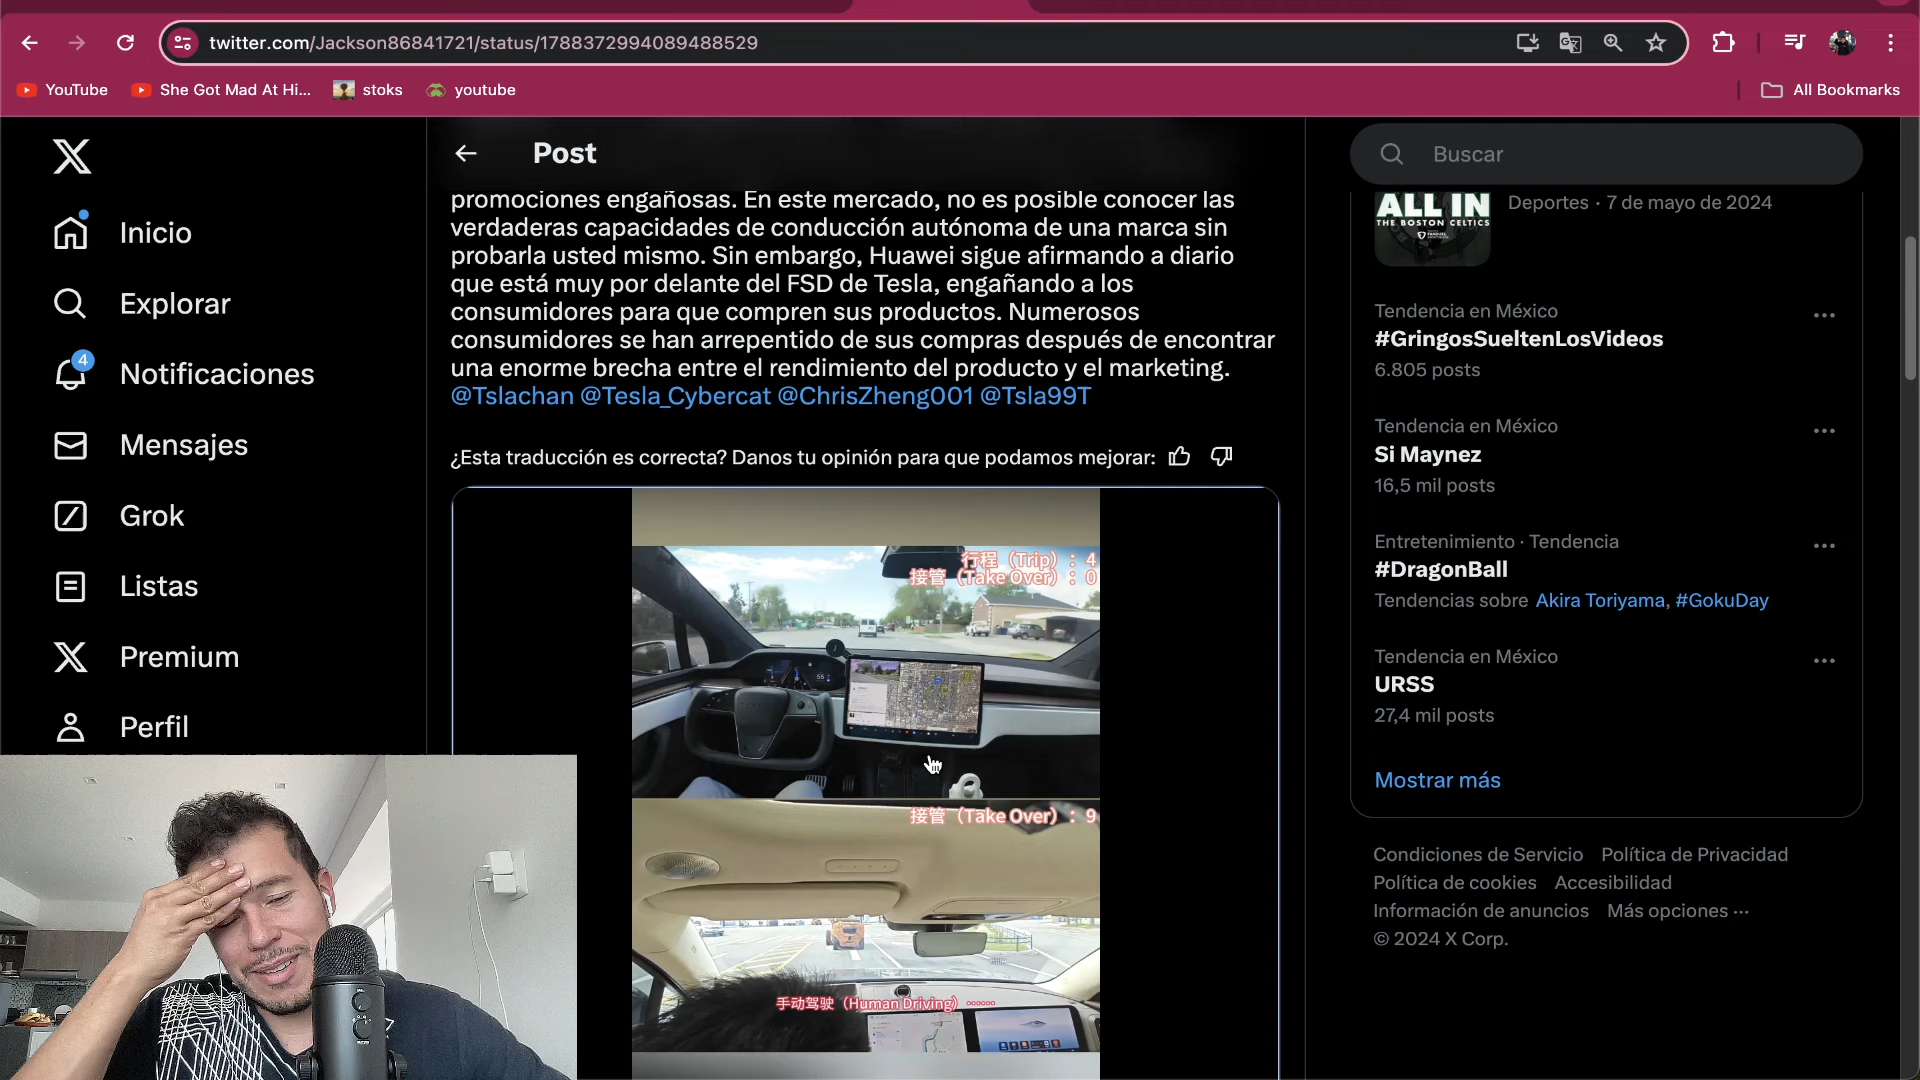 twitter.com/Jackson86841721/status/1788372994089488529
YouTube
She Got Mad At Hi...
stoks
youtube
All Bookmarks
Inicio
Explorar
4
Notificaciones
Mensajes
Grok
Listas
Premium
Perfil
Post
promociones engañosas. En este mercado, no es posible conocer las
verdaderas capacidades de conducción autónoma de una marca sin
probarla usted mismo. Sin embargo, Huawei sigue afirmando a diario
que está muy por delante del FSD de Tesla, engañando a los
consumidores para que compren sus productos. Numerosos
consumidores se han arrepentido de sus compras después de encontrar
una enorme brecha entre el rendimiento del producto y el marketing.
@Tslachan @Tesla_Cybercat @ChrisZheng001 @Tsla99T
¿Esta traducción es correcta? Danos tu opinión para que podamos mejorar:
行程（Trip）：4
接管（Take Over）：0
55
接管（Take Over）：9
手动驾驶（Human Driving）……
Buscar
ALL IN
THE BOSTON CELTICS
Deportes · 7 de mayo de 2024
Tendencia en México
#GringosSueltenLosVideos
6.805 posts
Tendencia en México
Si Maynez
16,5 mil posts
Entretenimiento · Tendencia
#DragonBall
Tendencias sobre Akira Toriyama, #GokuDay
Tendencia en México
URSS
27,4 mil posts
Mostrar más
Condiciones de Servicio Política de Privacidad
Política de cookies Accesibilidad
Información de anuncios Más opciones ···
© 2024 X Corp.